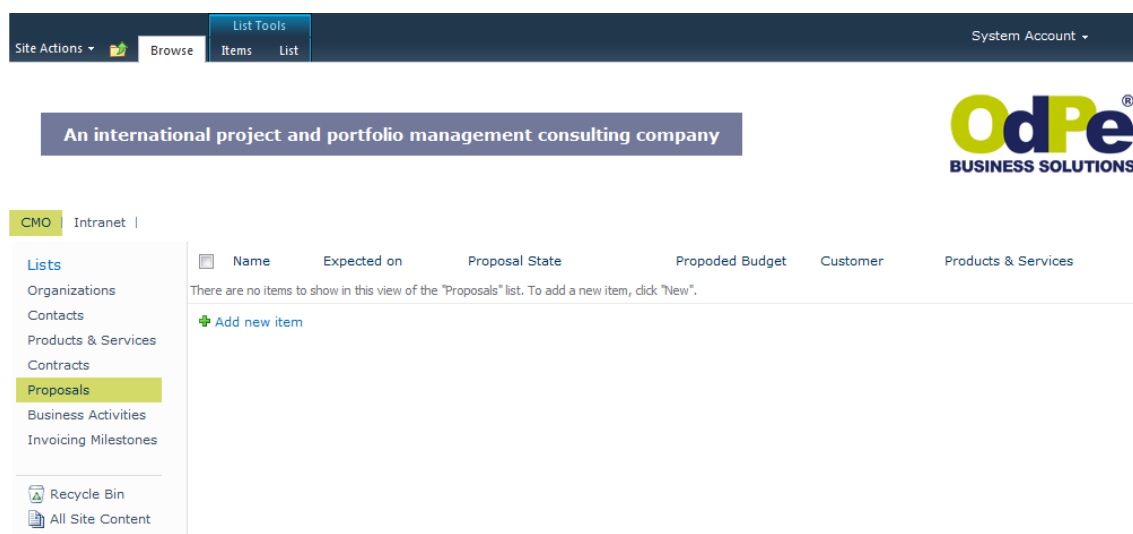 List Tools
Site Actions Browse Items List System Account
An international project and portfolio management consulting company
OdPe®
BUSINESS SOLUTIONS
CMO | Intranet |
Lists
Organizations
Contacts
Products & Services
Contracts
Proposals
Business Activities
Invoicing Milestones
Recycle Bin
All Site Content
Name Expected on Proposal State Propoded Budget Customer Products & Services
There are no items to show in this view of the "Proposals" list. To add a new item, click "New".
Add new item